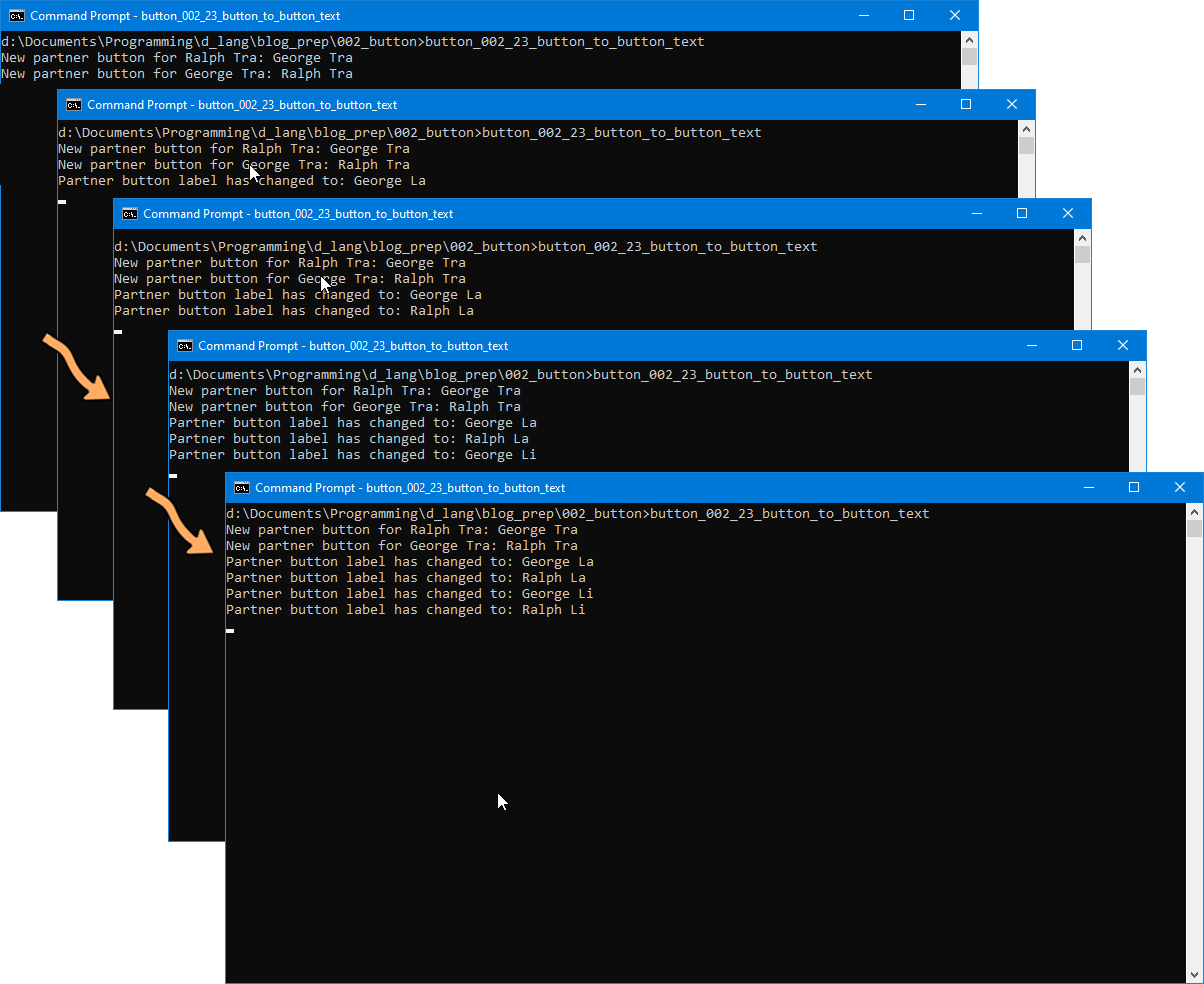 Command Prompt - button_002_23_button_to_button_text
d:\Documents\Programming\d_lang\blog_prep\002_button>button_002_23_button_to_button_text
New partner button for Ralph Tra: George Tra
New partner button for George Tra: Ralph Tra
Command Prompt - button_002_23_button_to_button_text
d:\Documents\Programming\d_lang\blog_prep\002_button>button_002_23_button_to_button_text
New partner button for Ralph Tra: George Tra
New partner button for George Tra: Ralph Tra
Partner button label has changed to: George La
Command Prompt - button_002_23_button_to_button_text
d:\Documents\Programming\d_lang\blog_prep\002_button>button_002_23_button_to_button_text
New partner button for Ralph Tra: George Tra
New partner button for George Tra: Ralph Tra
Partner button label has changed to: George La
Partner button label has changed to: Ralph La
Command Prompt - button_002_23_button_to_button_text
d:\Documents\Programming\d_lang\blog_prep\002_button>button_002_23_button_to_button_text
New partner button for Ralph Tra: George Tra
New partner button for George Tra: Ralph Tra
Partner button label has changed to: George La
Partner button label has changed to: Ralph La
Partner button label has changed to: George Li
Command Prompt - button_002_23_button_to_button_text
d:\Documents\Programming\d_lang\blog_prep\002_button>button_002_23_button_to_button_text
New partner button for Ralph Tra: George Tra
New partner button for George Tra: Ralph Tra
Partner button label has changed to: George La
Partner button label has changed to: Ralph La
Partner button label has changed to: George Li
Partner button label has changed to: Ralph Li